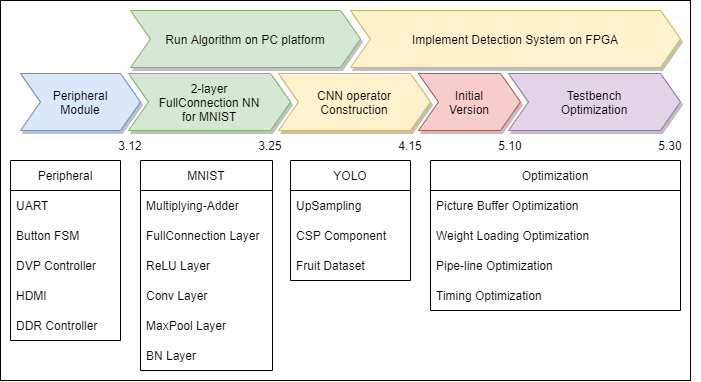 Run Algorithm on PC platform
Implement Detection System on FPGA
Peripheral
Module
2-layer
FullConnection NN
for MNIST
CNN operator
Construction
Initial
Version
Testbench
Optimization
3.12
3.25
4.15
5.10
5.30
Peripheral
UART
Button FSM
DVP Controller
HDMI
DDR Controller
MNIST
Multiplying-Adder
FullConnection Layer
ReLU Layer
Conv Layer
MaxPool Layer
BN Layer
YOLO
UpSampling
CSP Component
Fruit Dataset
Optimization
Picture Buffer Optimization
Weight Loading Optimization
Pipe-line Optimization
Timing Optimization